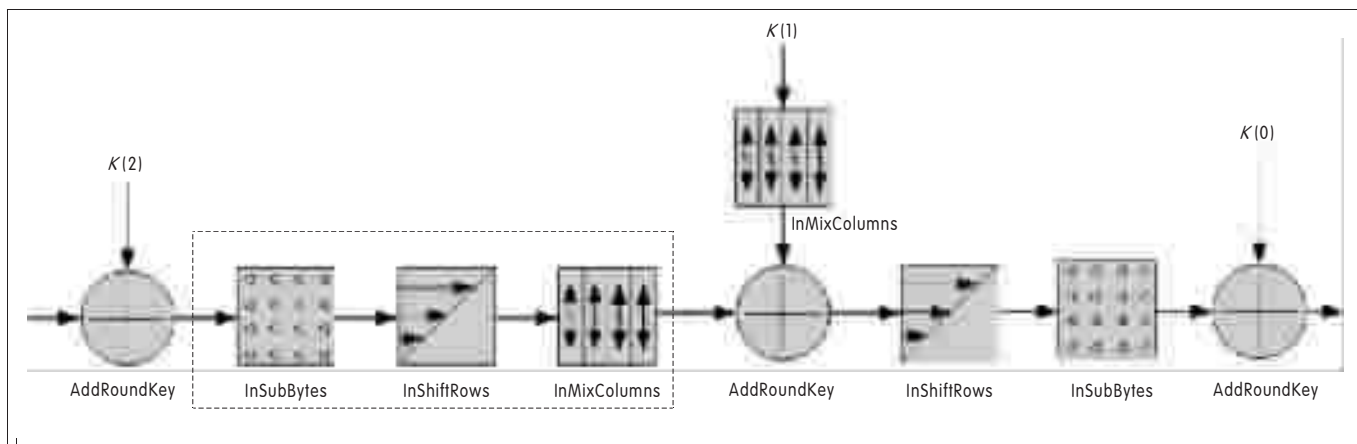 K(1)
K(0)
K(2)
InMixColumns
AddRoundKey InSubBytes InShiftRows InMixColumns AddRoundKey InShiftRows InSubBytes AddRoundKey